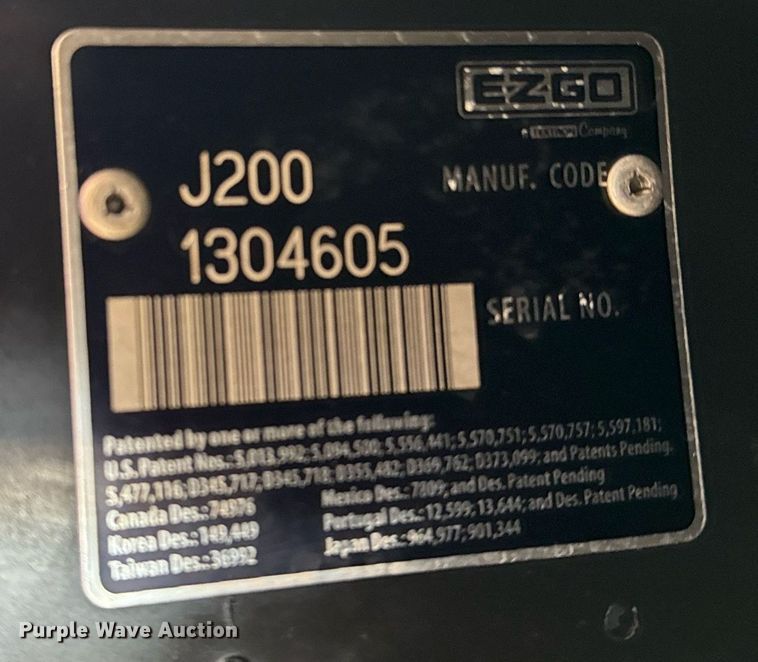 EZGO
A TEXTRON Company
J200 MANUF. CODE
1304605
SERIAL NO.
Patented by one or more of the following:
U.S. Patent Nos.: 5,013,992; 5,094,500; 5,556,441; 5,570,751; 5,570,757; 5,597,181;
5,477,116; D345,717; D345,712; D355,482; D369,762; D373,099; and Patents Pending.
Canada Des.: 74976 Mexico Des.: 7809; and Des. Patent Pending
Korea Des.: 149,449 Portugal Des.: 12,599; 13,644; and Des. Patent Pending
Taiwan Des.: 36992 Japan Des.: 964,977; 901,344
Purple Wave Auction